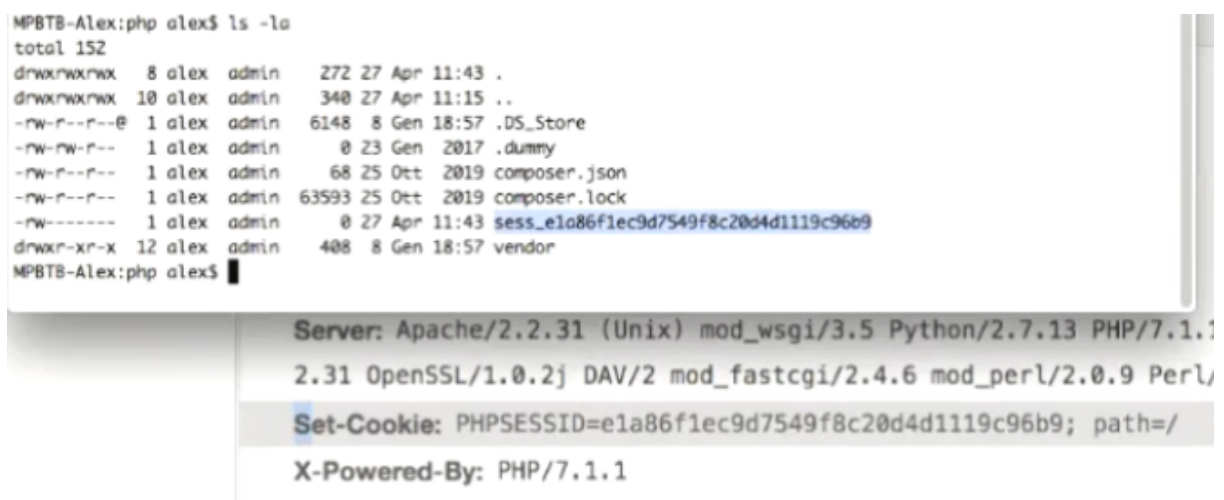 MPBTB-Alex:php alex$ ls -la
total 152
drwxrwxrwx 8 alex admin 272 27 Apr 11:43 .
drwxrwxrwx 10 alex admin 340 27 Apr 11:15 ..
-rw-r--r--@ 1 alex admin 6148 8 Gen 18:57 .DS_Store
-rw-rw-r-- 1 alex admin 0 23 Gen 2017 .dummy
-rw-r--r-- 1 alex admin 68 25 Ott 2019 composer.json
-rw-r--r-- 1 alex admin 63593 25 Ott 2019 composer.lock
-rw------- 1 alex admin 0 27 Apr 11:43 sess_e1a86f1ec9d7549f8c20d4d1119c96b9
drwxr-xr-x 12 alex admin 408 8 Gen 18:57 vendor
MPBTB-Alex:php alex$
Server: Apache/2.2.31 (Unix) mod_wsgi/3.5 Python/2.7.13 PHP/7.1.1
2.31 OpenSSL/1.0.2j DAV/2 mod_fastcgi/2.4.6 mod_perl/2.0.9 Perl/
Set-Cookie: PHPSESSID=e1a86f1ec9d7549f8c20d4d1119c96b9; path=/
X-Powered-By: PHP/7.1.1